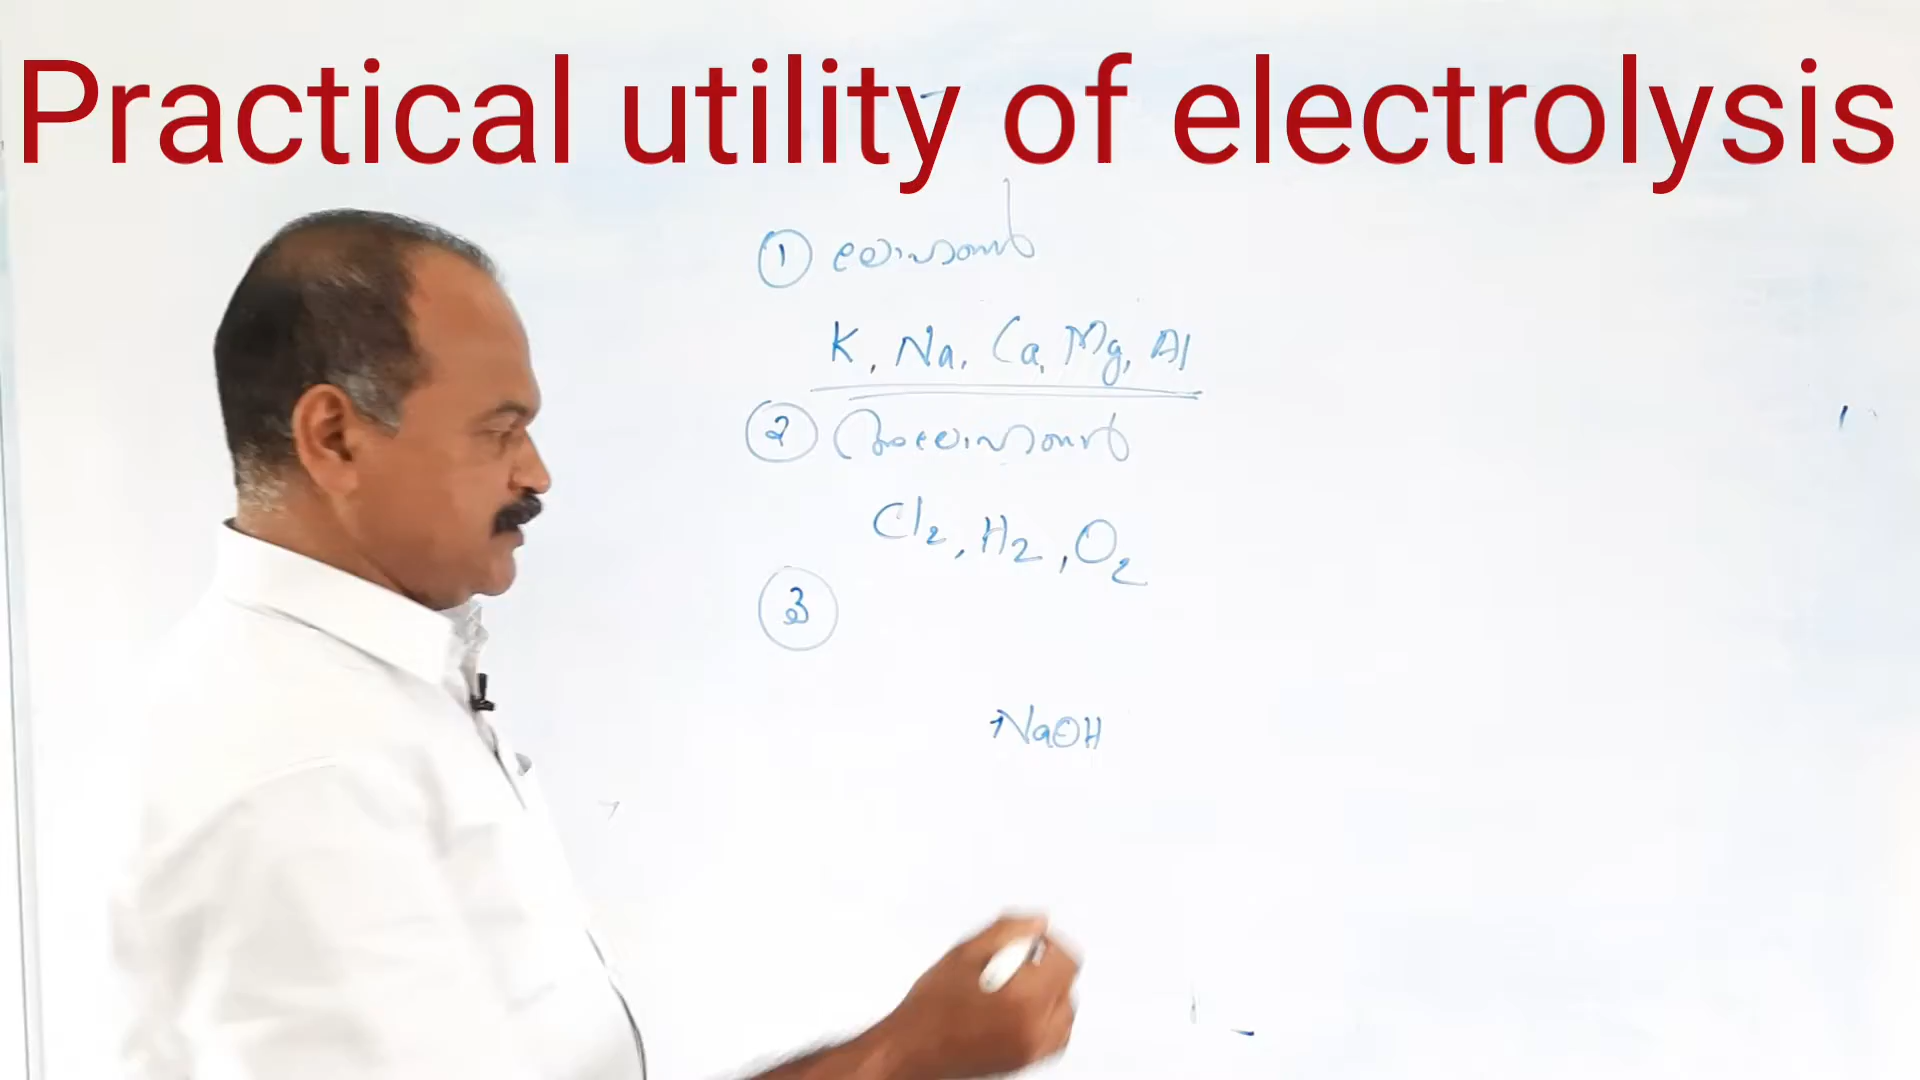 Practical utility of electrolysis
① ലോഹങ്ങൾ
K, Na, Ca, Mg, Al
② അലോഹങ്ങൾ
Cl₂, H₂, O₂
③
NaOH